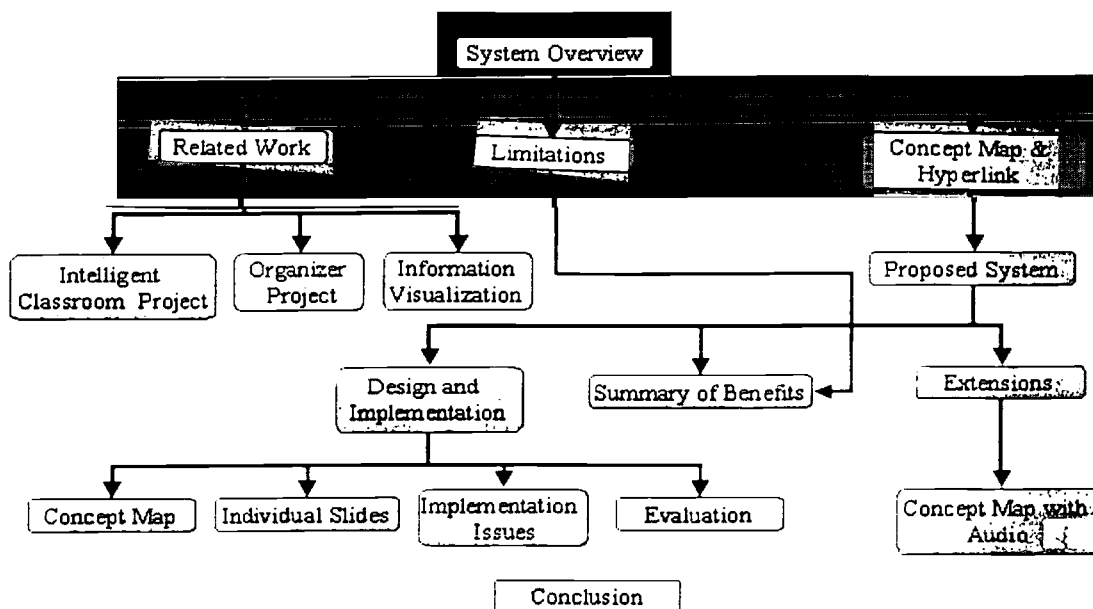 System Overview
Related Work
Limitations
Concept Map &
Hyperlink
Intelligent
Classroom Project
Organizer
Project
Information
Visualization
Proposed System
Design and
Implementation
Summary of Benefits
Extensions
Concept Map
Individual Slides
Implementation
Issues
Evaluation
Concept Map with
Audio
Conclusion